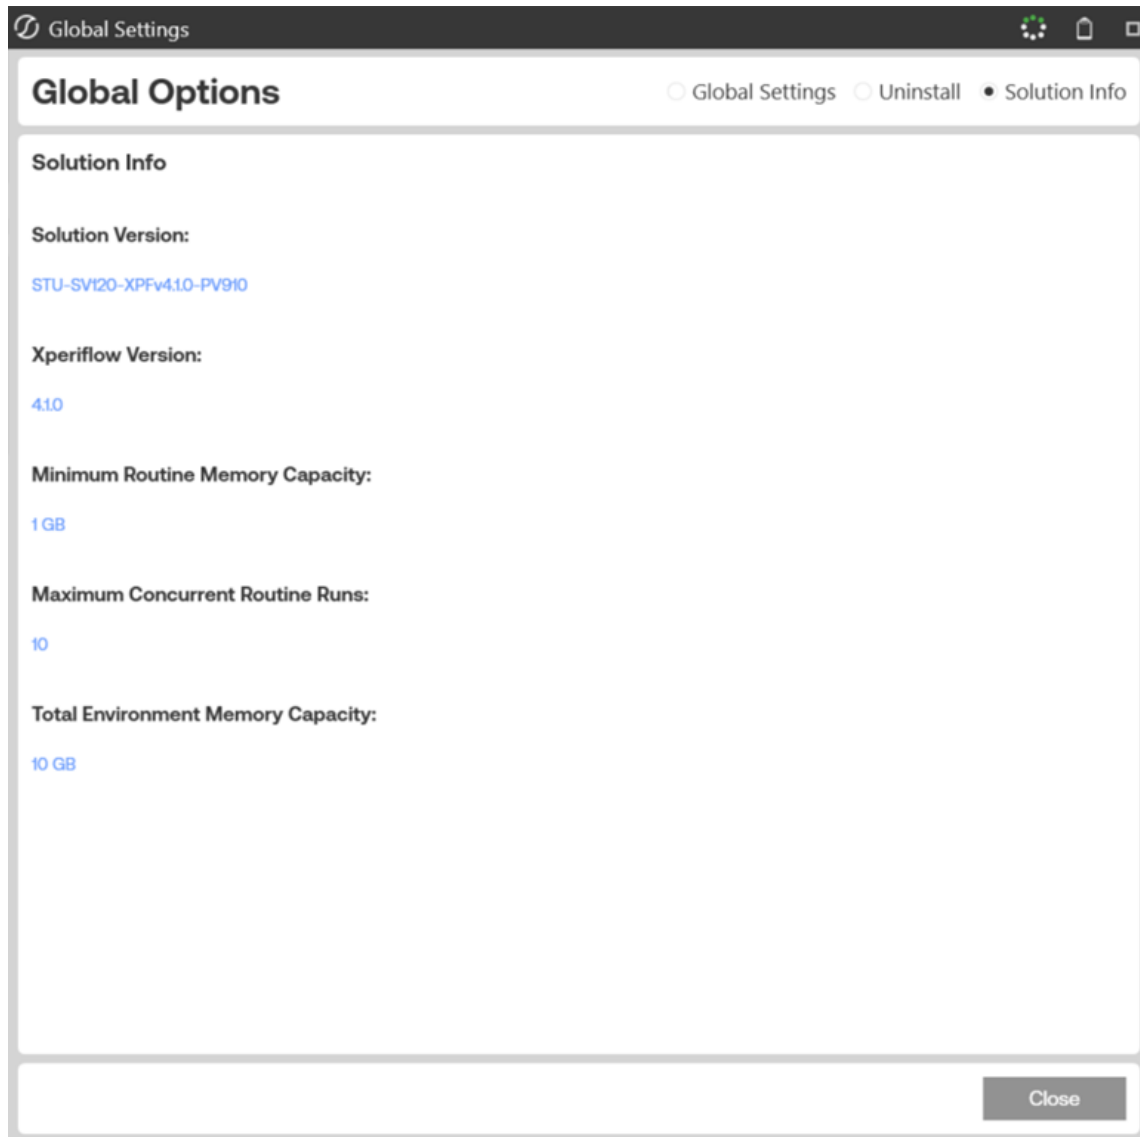 Global Settings
Global Options
Global Settings Uninstall Solution Info
Solution Info
Solution Version:
STU-SV120-XPFv4.1.0-PV910
Xperiflow Version:
4.1.0
Minimum Routine Memory Capacity:
1 GB
Maximum Concurrent Routine Runs:
10
Total Environment Memory Capacity:
10 GB
Close